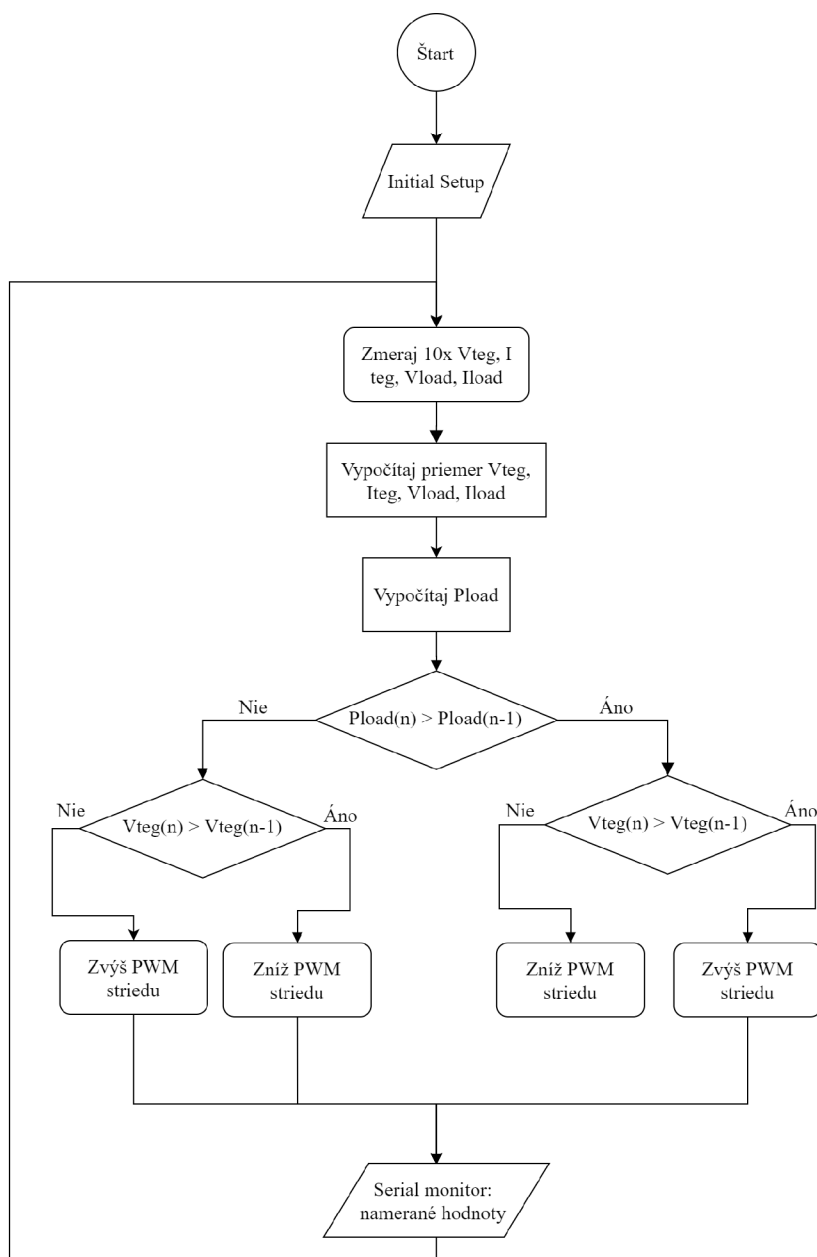 Štart
Initial Setup
Zmeraj 10x Vteg, I
teg, Vload, Iload
Vypočítaj priemer Vteg,
Iteg, Vload, Iload
Vypočítaj Pload
Nie
Pload(n) > Pload(n-1)
Áno
Nie
Vteg(n) > Vteg(n-1)
Áno
Nie
Vteg(n) > Vteg(n-1)
Áno
Zvýš PWM
striedu
Zníž PWM
striedu
Zníž PWM
striedu
Zvýš PWM
striedu
Serial monitor:
namerané hodnoty